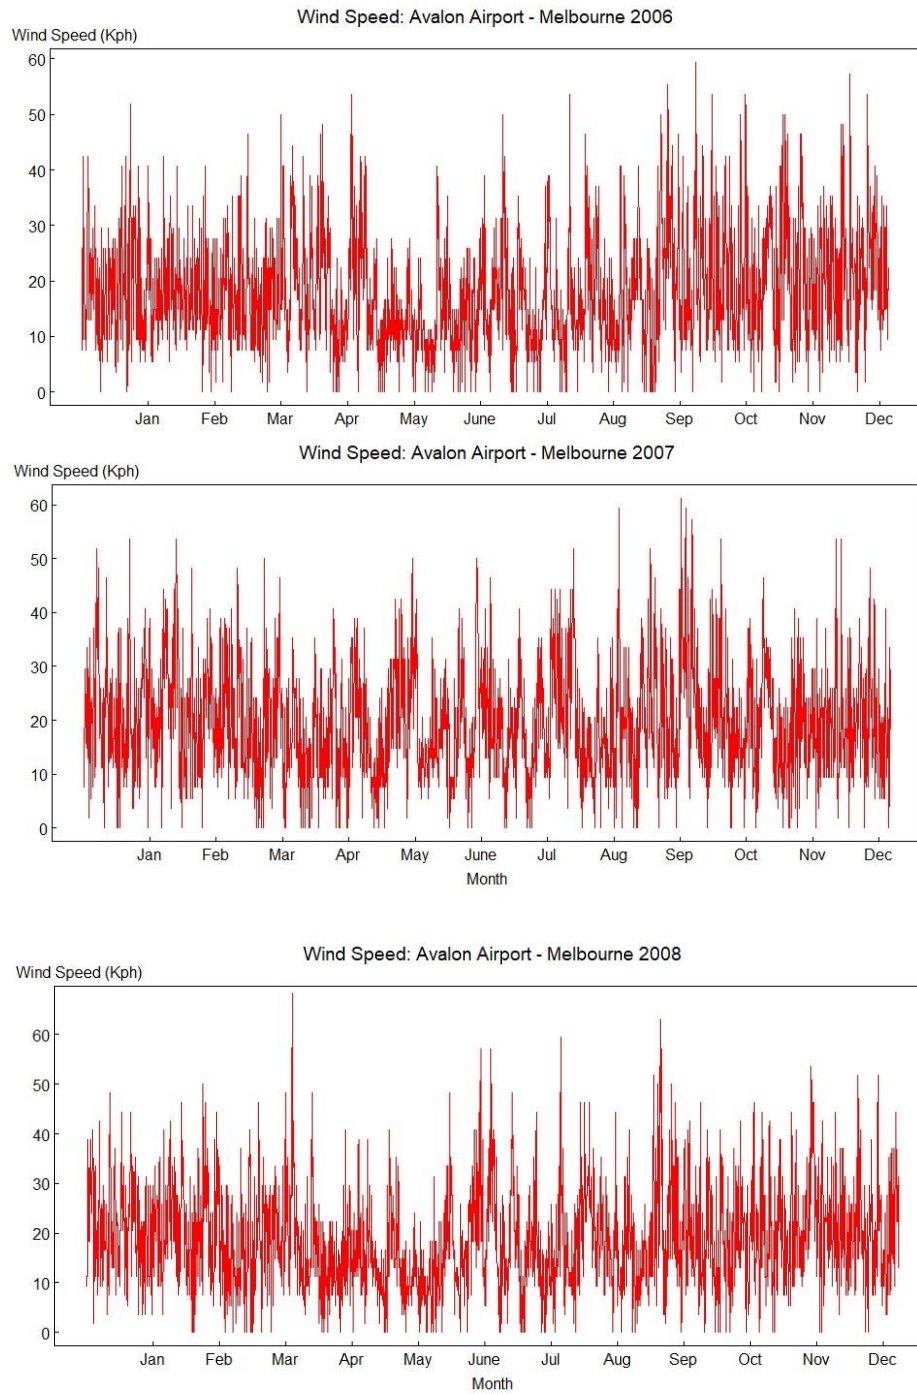 Wind Speed: Avalon Airport - Melbourne 2006
Wind Speed (Kph)
60
50
40
30
20
10
0
Jan Feb Mar Apr May June Jul Aug Sep Oct Nov Dec
Wind Speed: Avalon Airport - Melbourne 2007
Wind Speed (Kph)
60
50
40
30
20
10
0
Jan Feb Mar Apr May June Jul Aug Sep Oct Nov Dec
Month
Wind Speed: Avalon Airport - Melbourne 2008
Wind Speed (Kph)
60
50
40
30
20
10
0
Jan Feb Mar Apr May June Jul Aug Sep Oct Nov Dec
Month